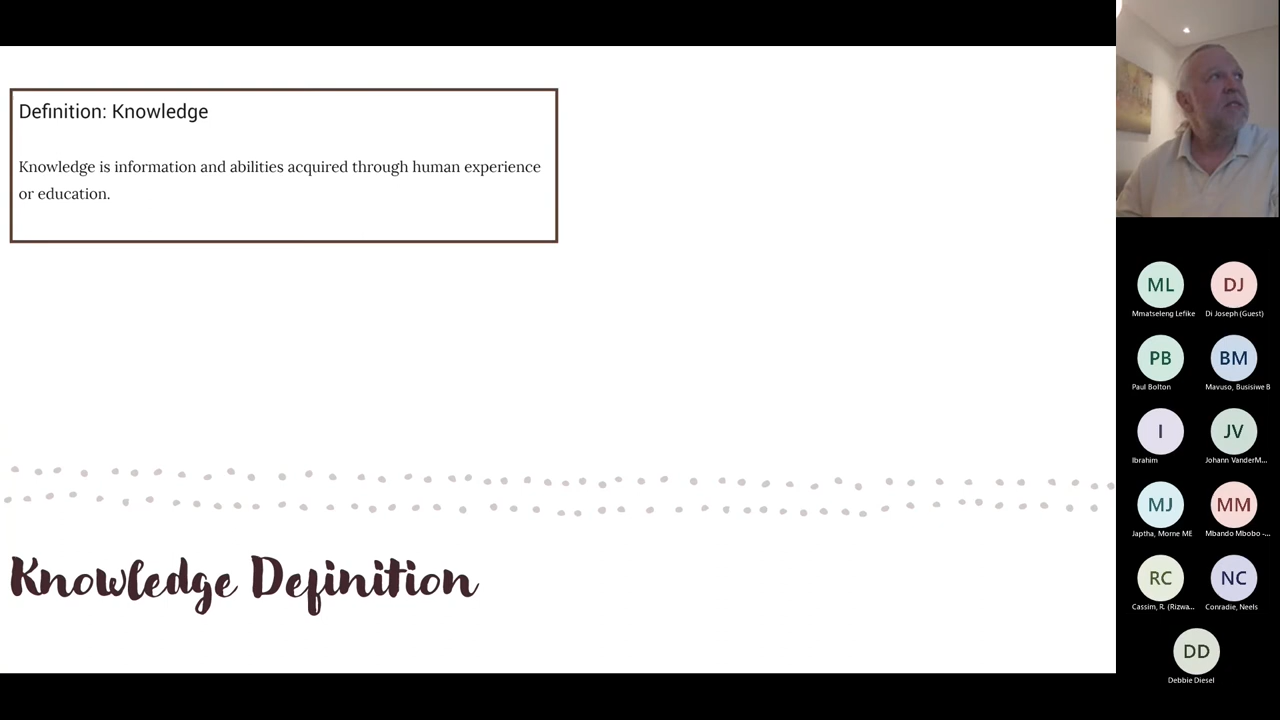 Definition: Knowledge
Knowledge is information and abilities acquired through human experience
or education.
Knowledge Definition
ML
DJ
Mmatseleng Lefike
Di Joseph (Guest)
PB
BM
Paul Bolton
Mavuso, Busisiwe B
I
JV
Ibrahim
Johann VanderM...
MJ
MM
Japtha, Morne ME
Mbando Mbobo -...
RC
NC
Cassim, R. (Rizwa...
Conradie, Neels
DD
Debbie Diesel